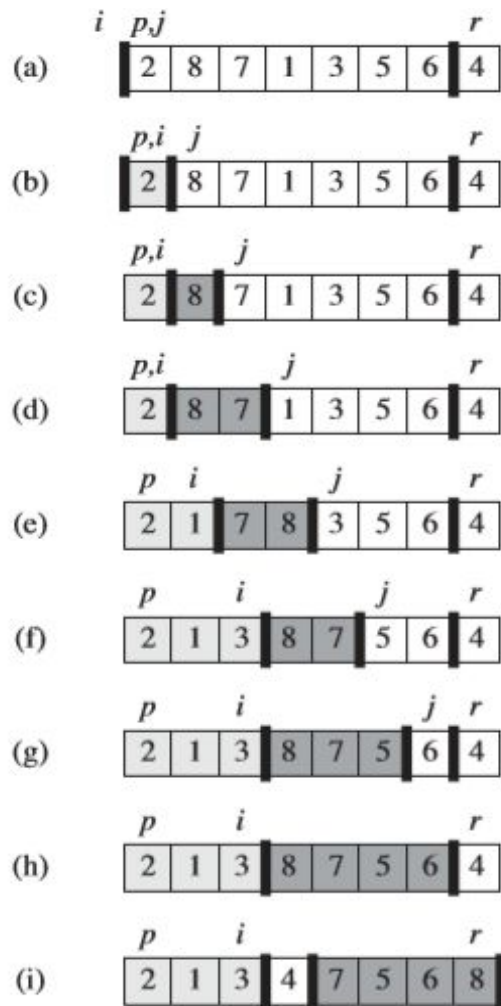 i p,j r
(a) 2 8 7 1 3 5 6 4
p,i j r
(b) 2 8 7 1 3 5 6 4
p,i j r
(c) 2 8 7 1 3 5 6 4
p,i j r
(d) 2 8 7 1 3 5 6 4
p i j r
(e) 2 1 7 8 3 5 6 4
p i j r
(f) 2 1 3 8 7 5 6 4
p i j r
(g) 2 1 3 8 7 5 6 4
p i r
(h) 2 1 3 8 7 5 6 4
p i r
(i) 2 1 3 4 7 5 6 8